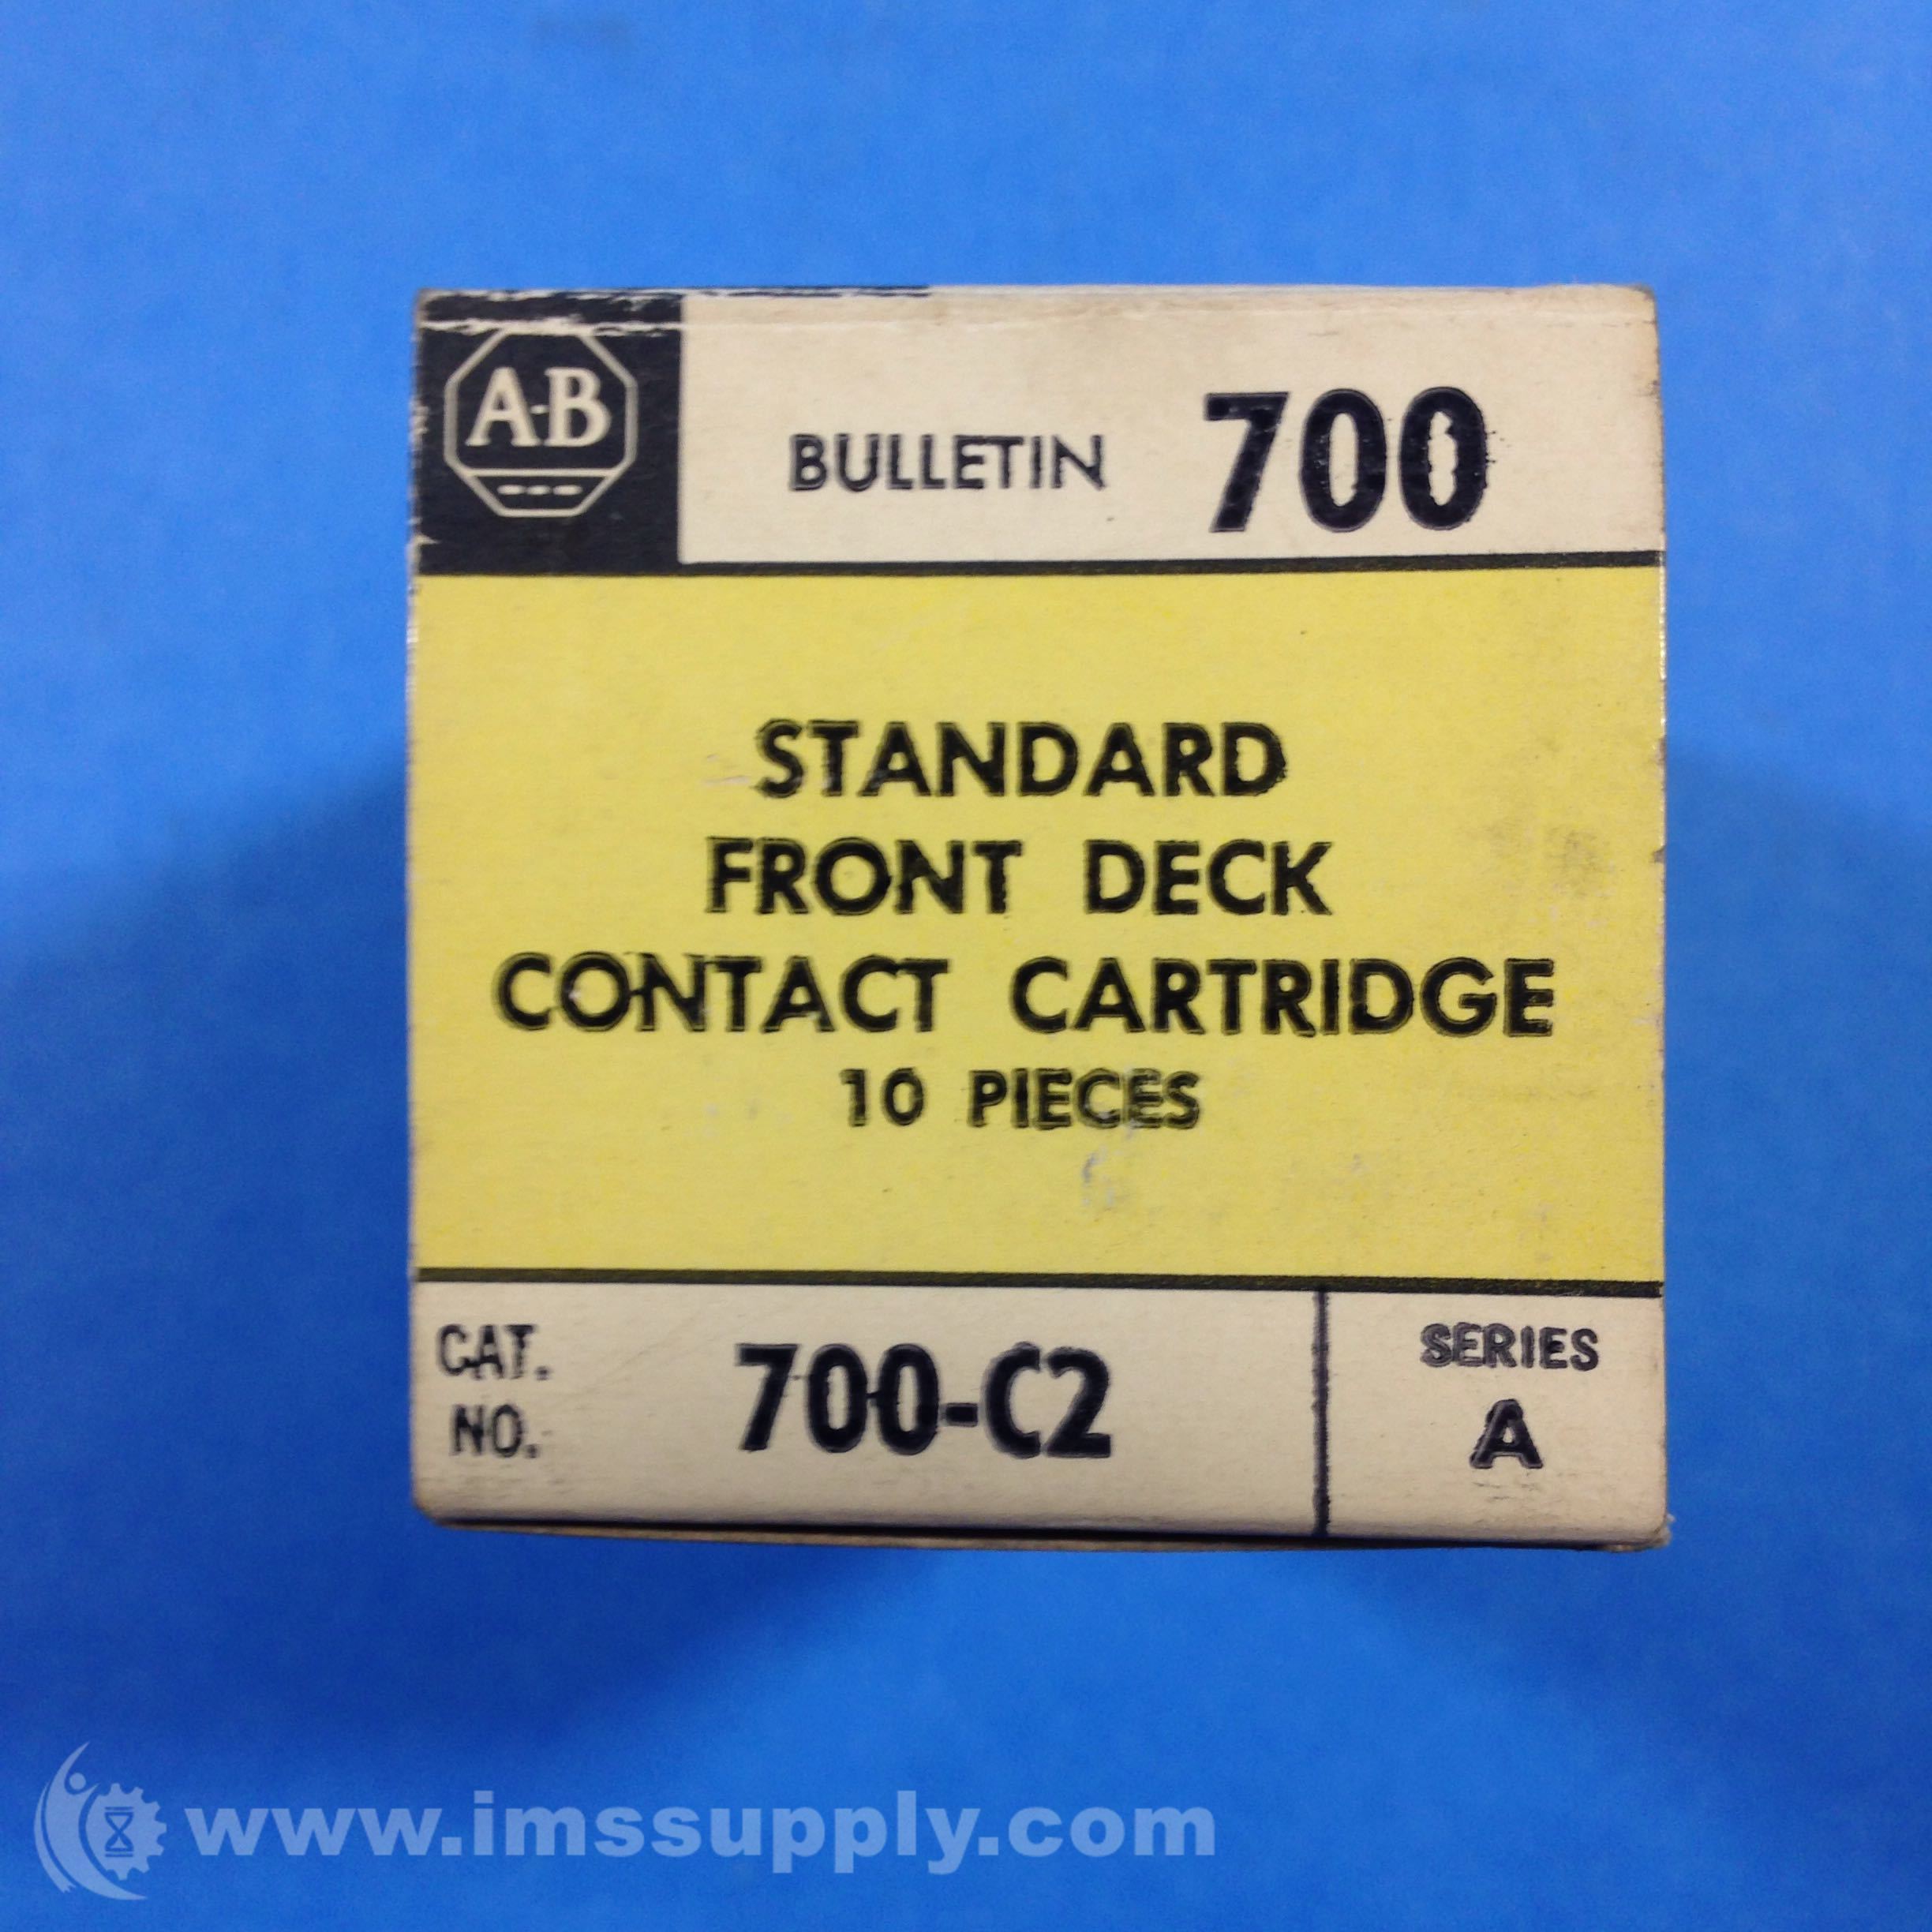 A-B
BULLETIN 700
STANDARD
FRONT DECK
CONTACT CARTRIDGE
10 PIECES
CAT. NO. 700-C2
SERIES A
www.imssupply.com